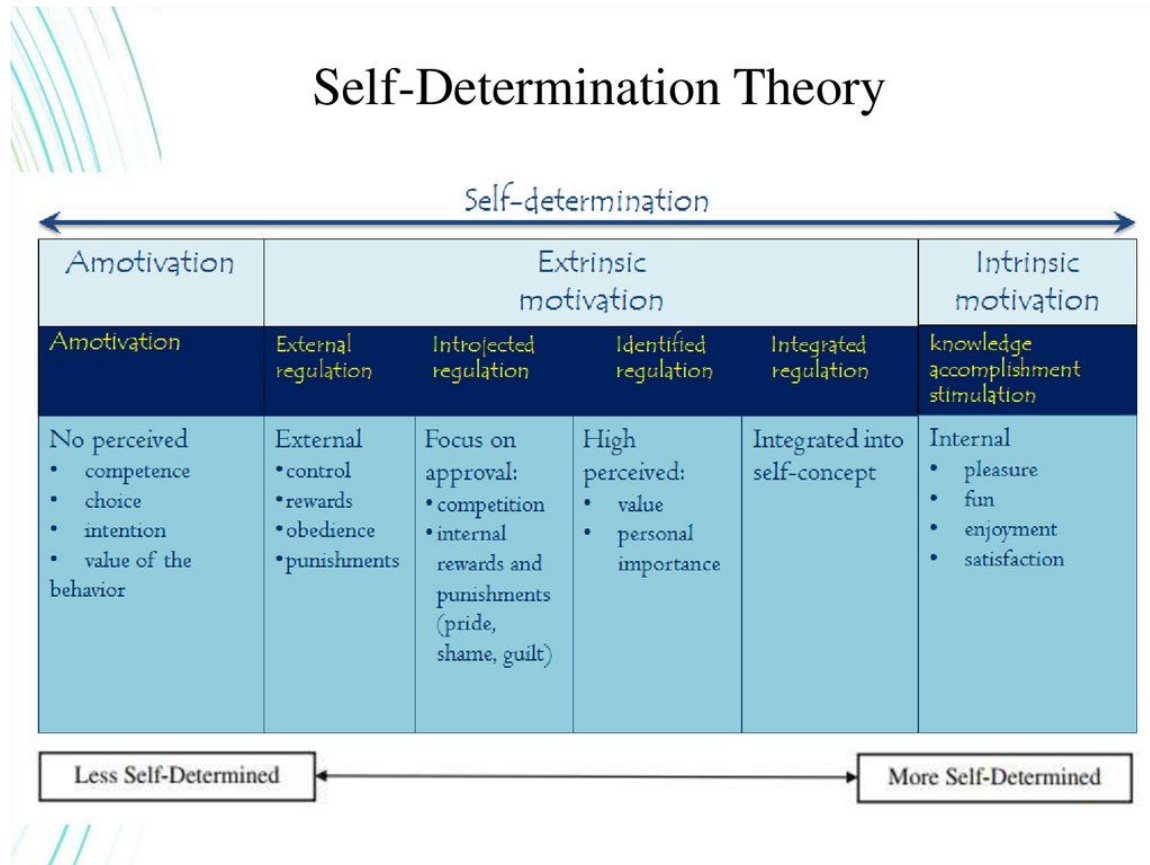 Self-Determination Theory
Self-determination
Amotivation
Extrinsic
motivation
Intrinsic
motivation
Amotivation
External
regulation
Introjected
regulation
Identified
regulation
Integrated
regulation
knowledge
accomplishment
stimulation
No perceived
• competence
• choice
• intention
• value of the
behavior
External
•control
•rewards
•obedience
•punishments
Focus on
approval:
•competition
•internal
rewards and
punishments
(pride,
shame, guilt)
High
perceived:
• value
• personal
importance
Integrated into
self-concept
Internal
• pleasure
• fun
• enjoyment
• satisfaction
Less Self-Determined
More Self-Determined